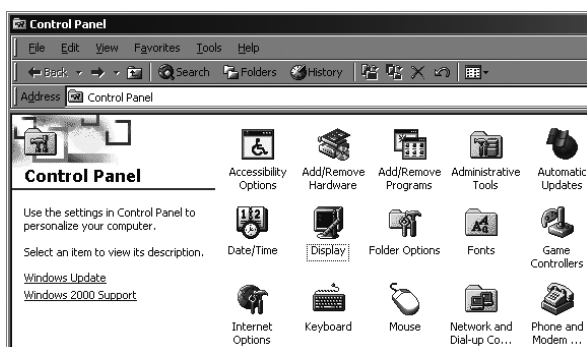 Control Panel
File Edit View Favorites Tools Help
Back Search Folders History
Address Control Panel
Control Panel
Use the settings in Control Panel to
personalize your computer.
Select an item to view its description.
Windows Update
Windows 2000 Support
Accessibility Options
Add/Remove Hardware
Add/Remove Programs
Administrative Tools
Automatic Updates
12
Date/Time
Display
Folder Options
Fonts
Game Controllers
Internet Options
Keyboard
Mouse
Network and Dial-up Co...
Phone and Modem ...